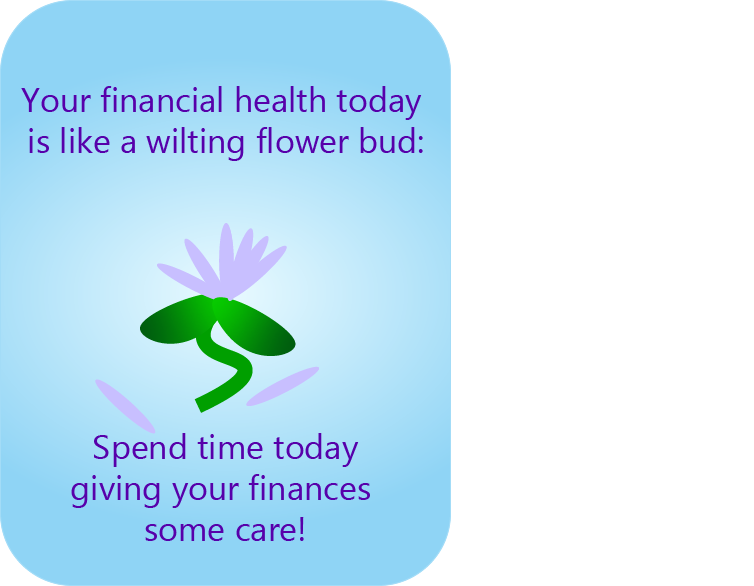 Your financial health today
is like a wilting flower bud:
Spend time today
giving your finances
some care!